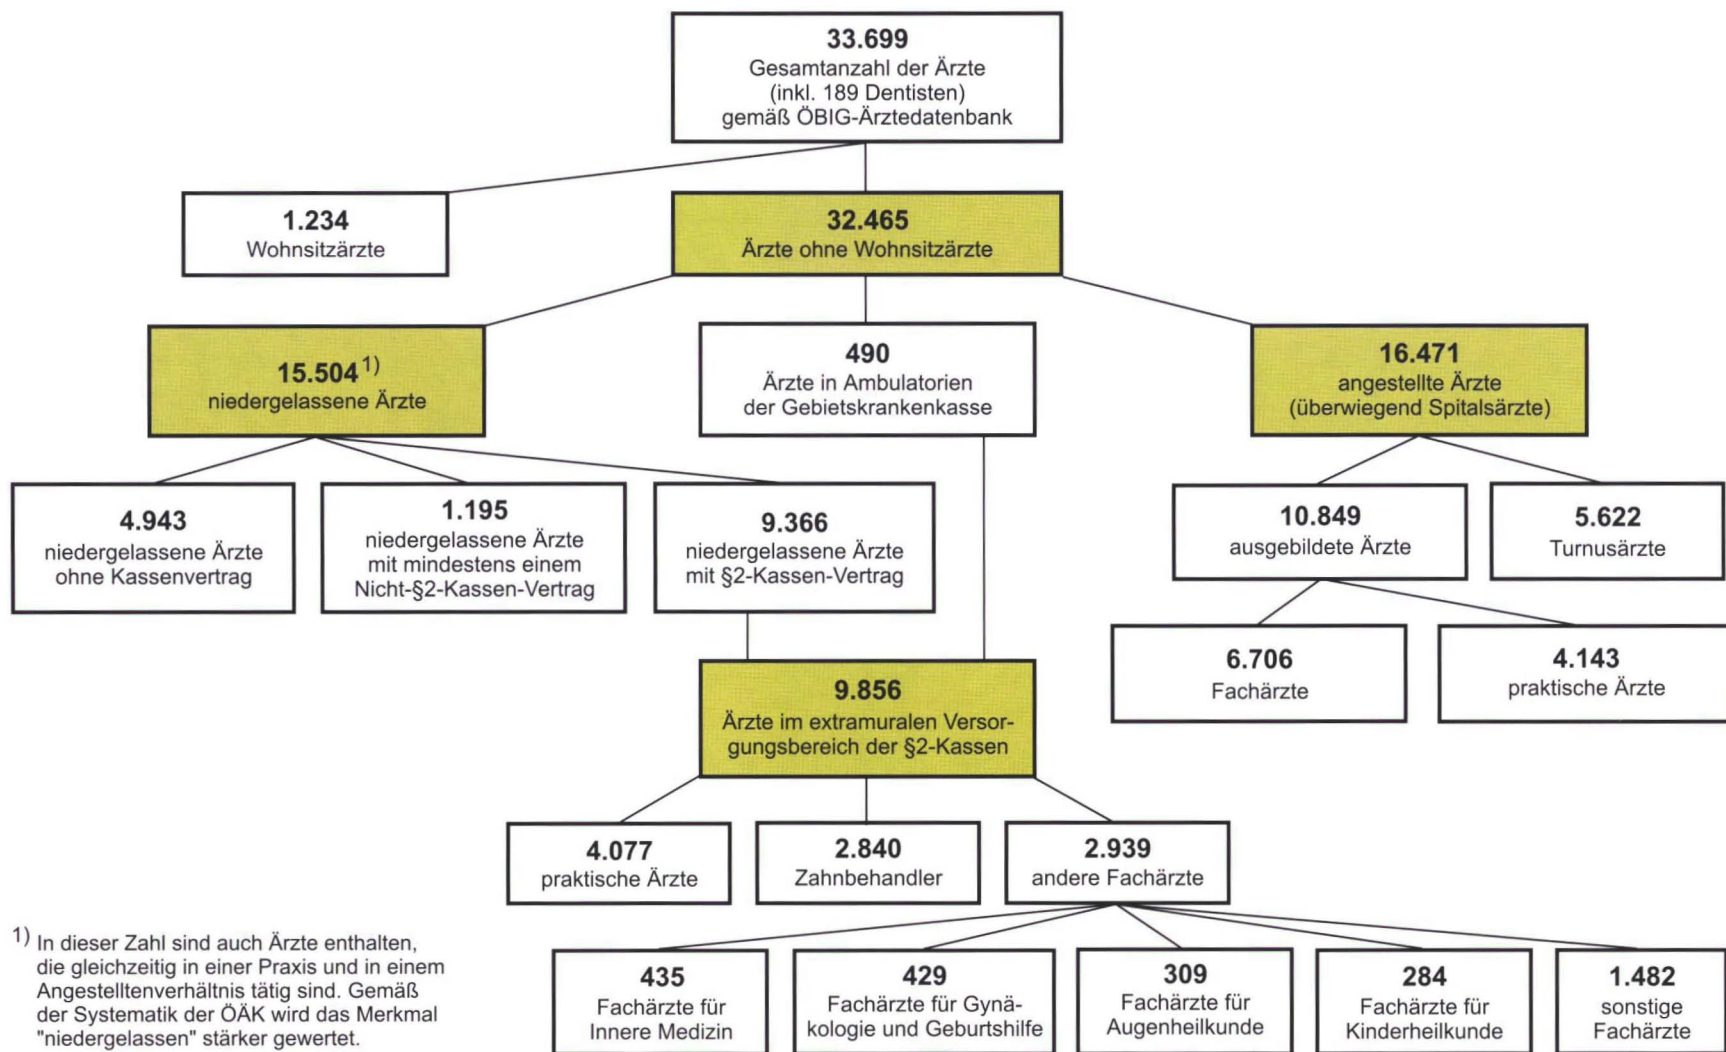 33.699
Gesamtanzahl der Ärzte
(inkl. 189 Dentisten)
gemäß ÖBIG-Ärztedatenbank
1.234
Wohnsitzärzte
32.465
Ärzte ohne Wohnsitzärzte
15.504 1)
niedergelassene Ärzte
490
Ärzte in Ambulatorien
der Gebietskrankenkasse
16.471
angestellte Ärzte
(überwiegend Spitalsärzte)
4.943
niedergelassene Ärzte
ohne Kassenvertrag
1.195
niedergelassene Ärzte
mit mindestens einem
Nicht-§2-Kassen-Vertrag
9.366
niedergelassene Ärzte
mit §2-Kassen-Vertrag
10.849
ausgebildete Ärzte
5.622
Turnusärzte
6.706
Fachärzte
4.143
praktische Ärzte
9.856
Ärzte im extramuralen Versor-
gungsbereich der §2-Kassen
4.077
praktische Ärzte
2.840
Zahnbehandler
2.939
andere Fachärzte
435
Fachärzte für
Innere Medizin
429
Fachärzte für Gynä-
kologie und Geburtshilfe
309
Fachärzte für
Augenheilkunde
284
Fachärzte für
Kinderheilkunde
1.482
sonstige
Fachärzte
1) In dieser Zahl sind auch Ärzte enthalten,
die gleichzeitig in einer Praxis und in einem
Angestelltenverhältnis tätig sind. Gemäß
der Systematik der ÖÄK wird das Merkmal
"niedergelassen" stärker gewertet.